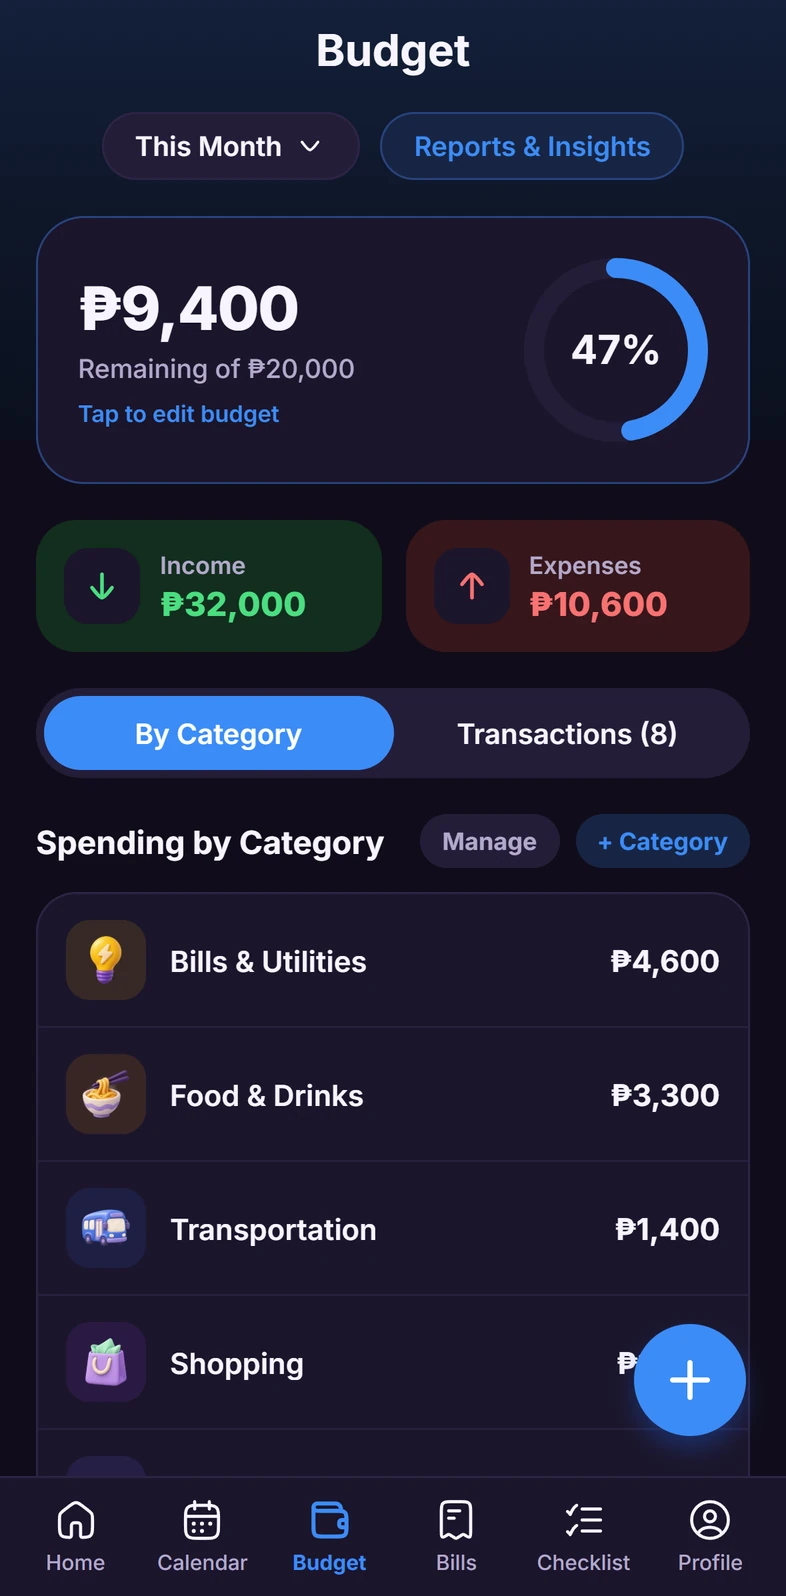 Budget
This Month
Reports & Insights
₱9,400
Remaining of ₱20,000
Tap to edit budget
47%
Income
₱32,000
Expenses
₱10,600
By Category
Transactions (8)
Spending by Category
Manage
+ Category
Bills & Utilities
₱4,600
Food & Drinks
₱3,300
Transportation
₱1,400
Shopping
₱
Home
Calendar
Budget
Bills
Checklist
Profile